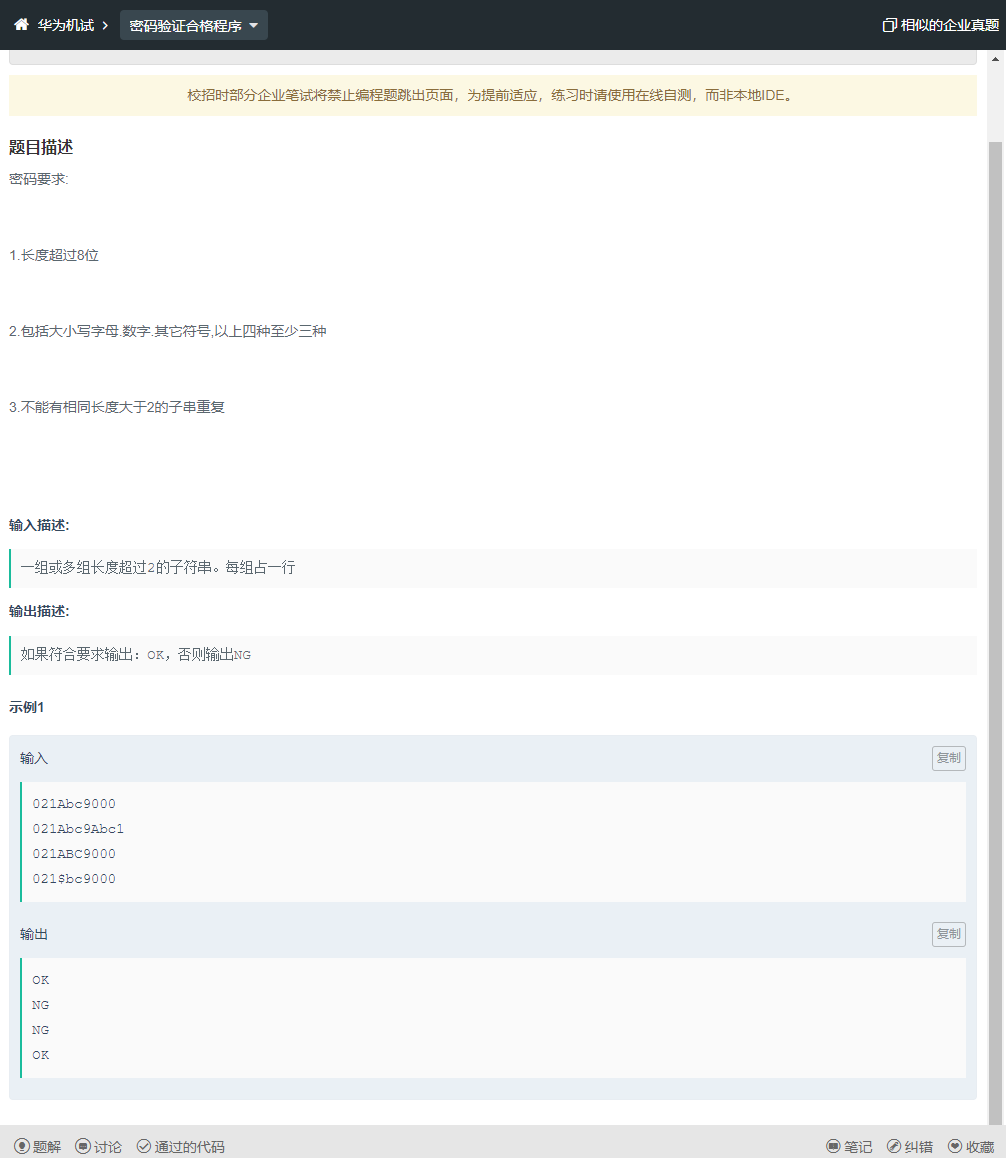 华为机试 密码验证合格程序 相似的企业真题
校招时部分企业笔试将禁止编程题跳出页面，为提前适应，练习时请使用在线自测，而非本地IDE。
题目描述
密码要求:
1.长度超过8位
2.包括大小写字母.数字.其它符号,以上四种至少三种
3.不能有相同长度大于2的子串重复
输入描述:
一组或多组长度超过2的子符串。每组占一行
输出描述:
如果符合要求输出：OK，否则输出NG
示例1
输入 复制
021Abc9000
021Abc9Abc1
021ABC9000
021$bc9000
输出 复制
OK
NG
NG
OK
题解 讨论 通过的代码 笔记 纠错 收藏